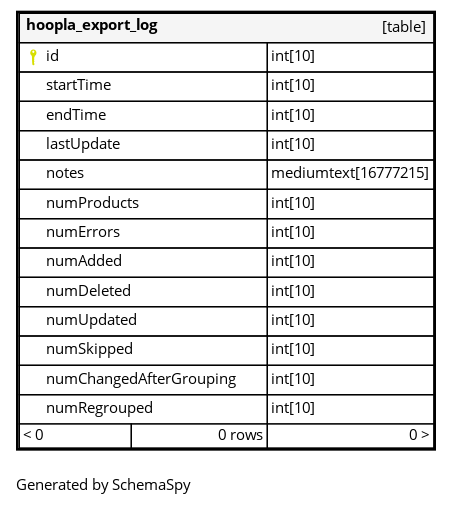 hoopla_export_log [table]
id int[10]
startTime int[10]
endTime int[10]
lastUpdate int[10]
notes mediumtext[16777215]
numProducts int[10]
numErrors int[10]
numAdded int[10]
numDeleted int[10]
numUpdated int[10]
numSkipped int[10]
numChangedAfterGrouping int[10]
numRegrouped int[10]
< 0 0 rows 0 >
Generated by SchemaSpy